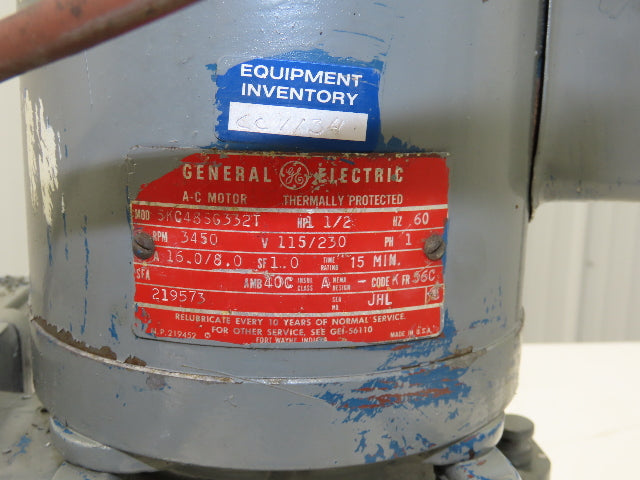 EQUIPMENT
INVENTORY
GENERAL GE ELECTRIC
A-C MOTOR THERMALLY PROTECTED
MOD 5KC48SG332T HP 1 1/2 HZ 60
RPM 3450 V 115/230 PH 1
A 16.0/8.0 SF 1.0 TIME RATING 15 MIN.
SFA AMB 40C INSUL CLASS A NEMA DESIGN - CODE K FR 56C
219573 SER NO. JHL
RELUBRICATE EVERY 10 YEARS OF NORMAL SERVICE.
FOR OTHER SERVICE, SEE GEI-56110
N.P.219452 FORT WAYNE, INDIANA MADE IN U.S.A.